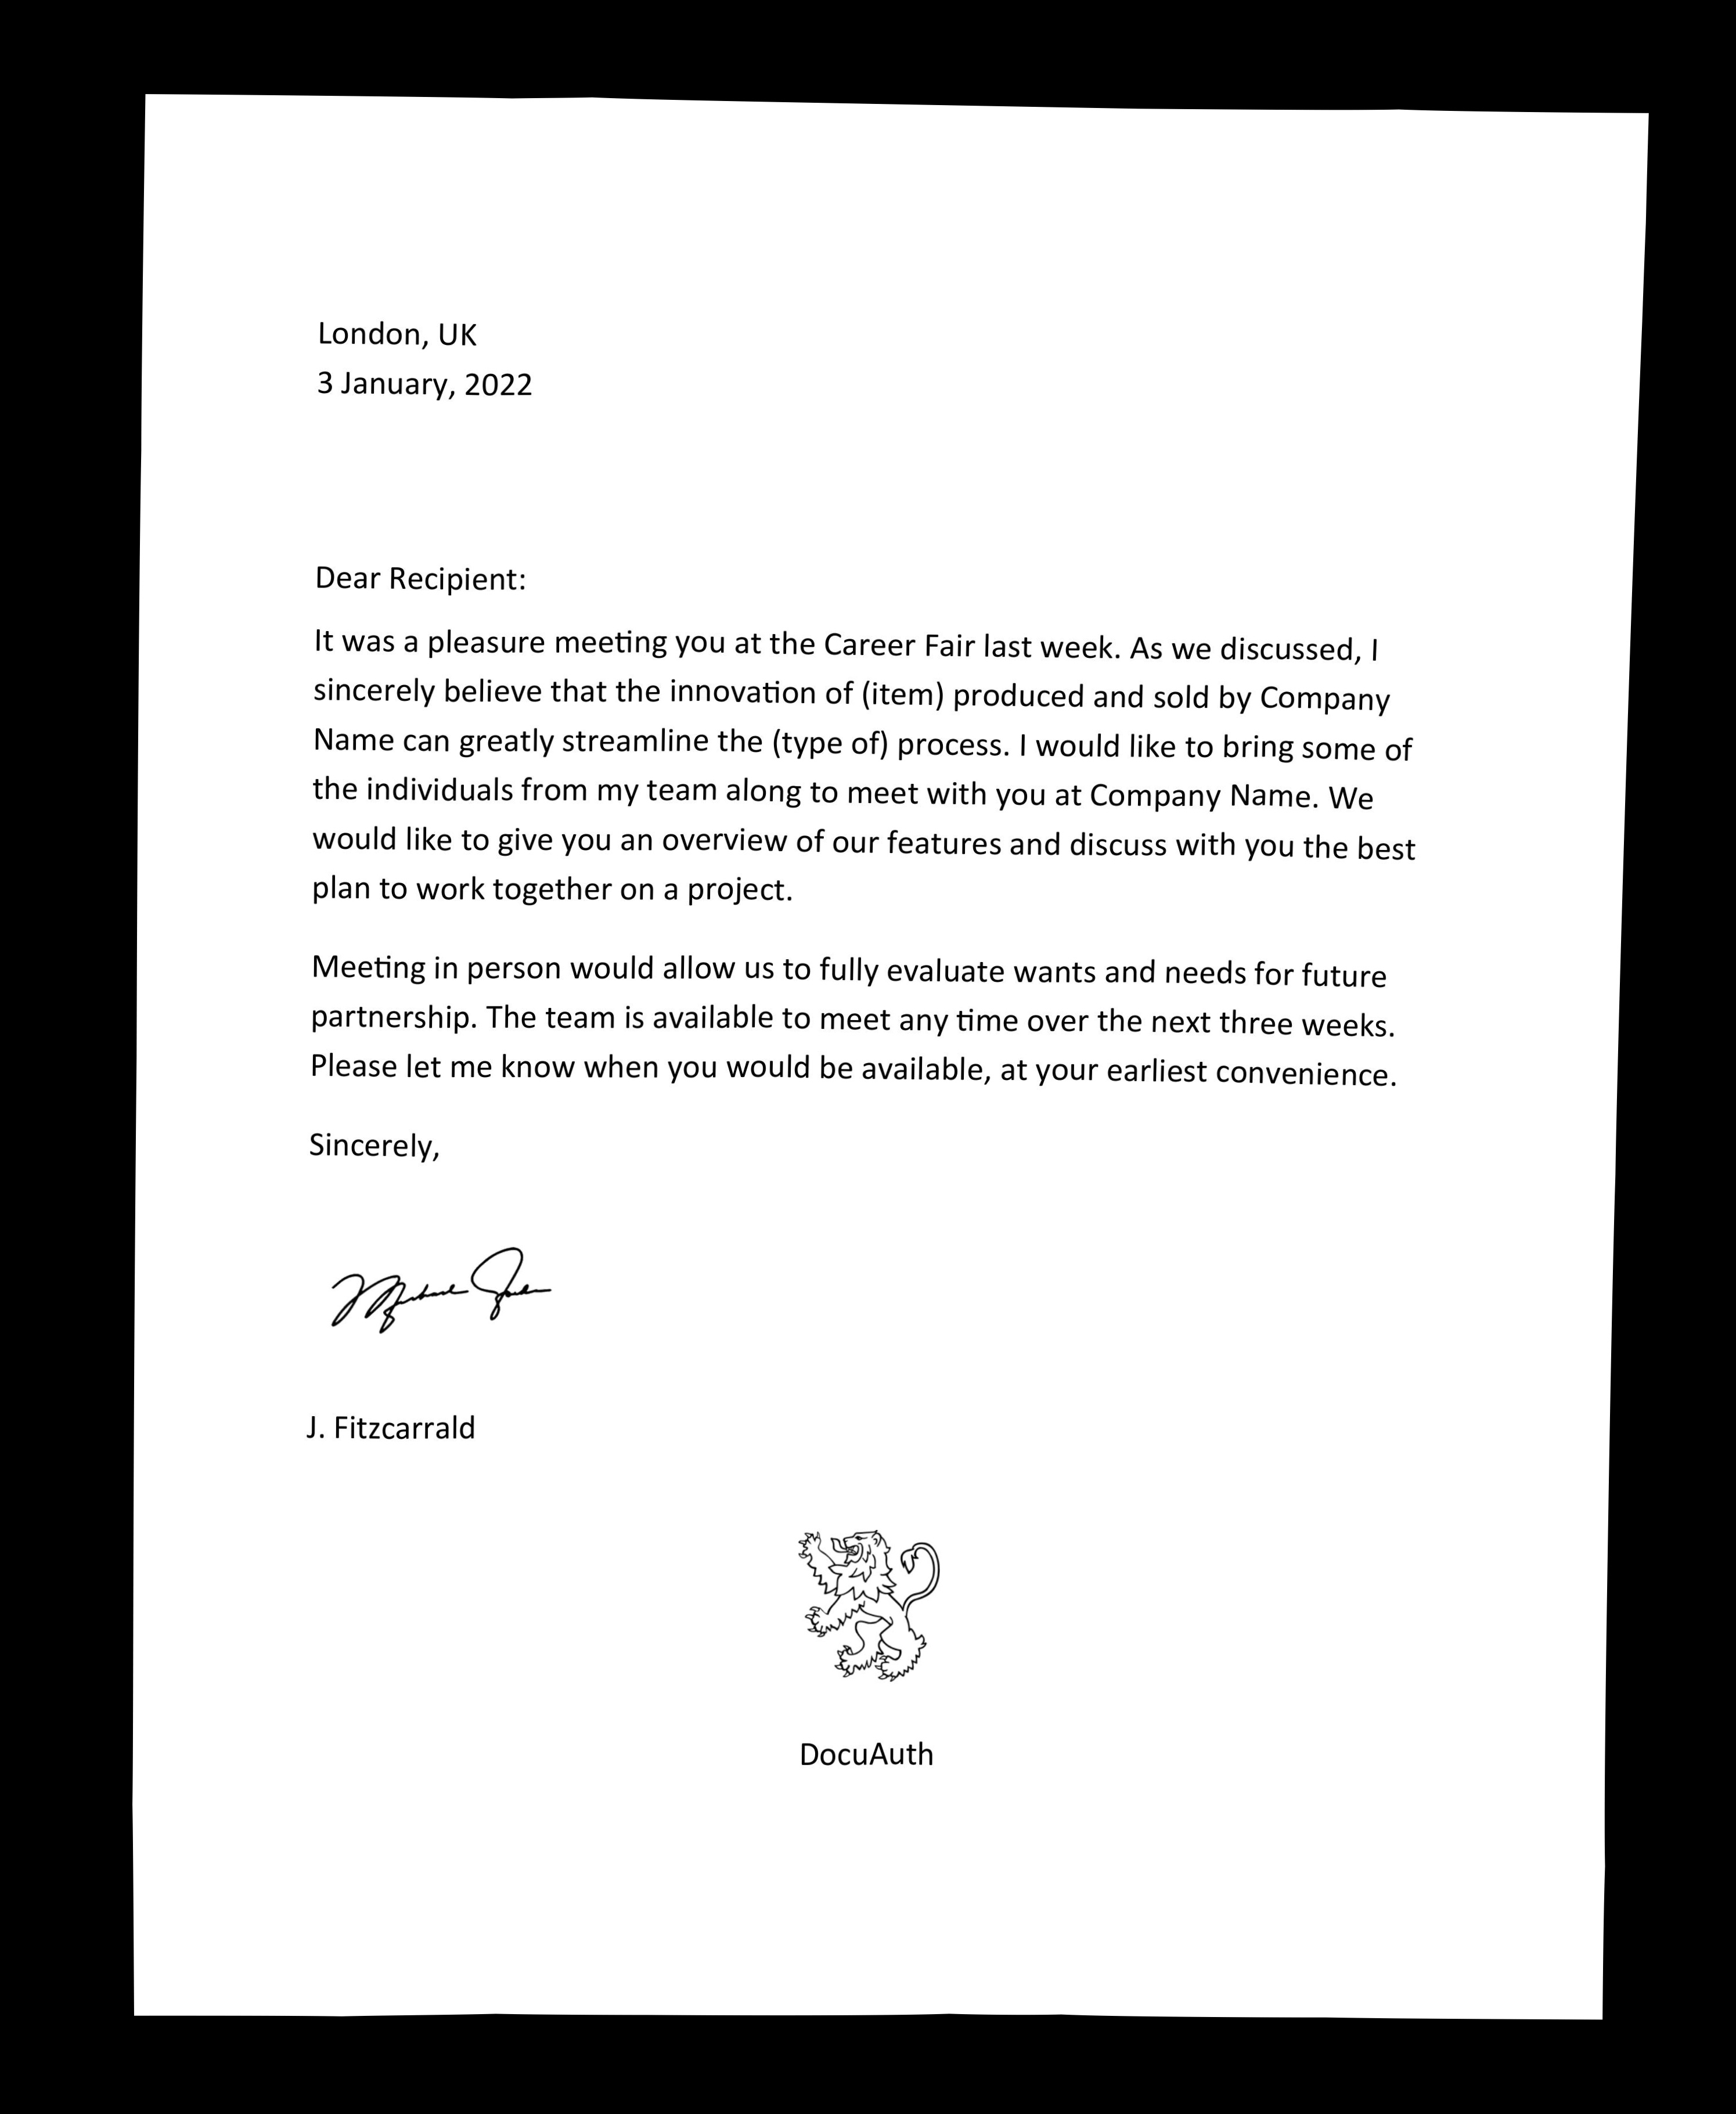 London, UK
3 January, 2022
Dear Recipient:
It was a pleasure meeting you at the Career Fair last week. As we discussed, I
sincerely believe that the innovation of (item) produced and sold by Company
Name can greatly streamline the (type of) process. I would like to bring some of
the individuals from my team along to meet with you at Company Name. We
would like to give you an overview of our features and discuss with you the best
plan to work together on a project.
Meeting in person would allow us to fully evaluate wants and needs for future
partnership. The team is available to meet any time over the next three weeks.
Please let me know when you would be available, at your earliest convenience.
Sincerely,
J. Fitzcarrald
DocuAuth